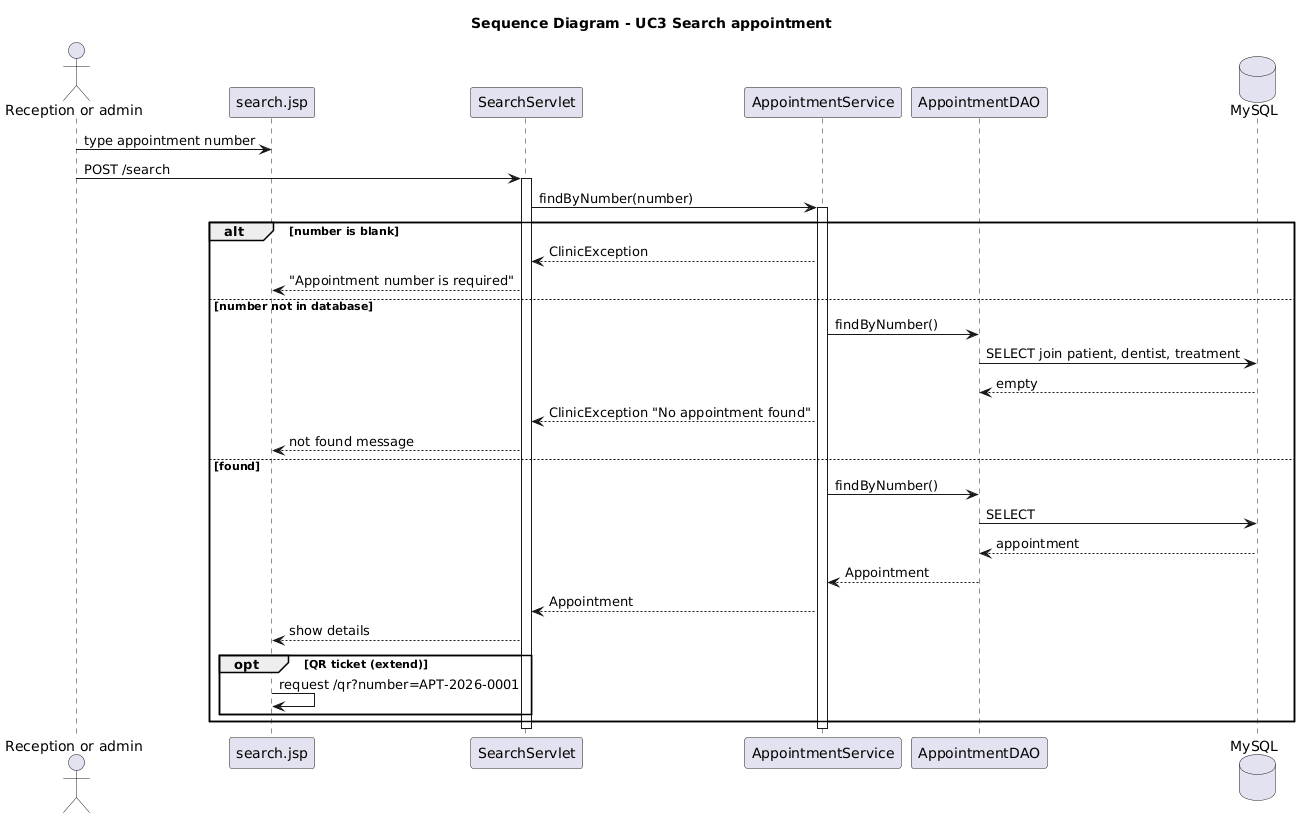 Sequence Diagram - UC3 Search appointment
Reception or admin
search.jsp
SearchServlet
AppointmentService
AppointmentDAO
MySQL
type appointment number
POST /search
findByNumber(number)
alt
[number is blank]
ClinicException
"Appointment number is required"
[number not in database]
findByNumber()
SELECT join patient, dentist, treatment
empty
ClinicException "No appointment found"
not found message
[found]
findByNumber()
SELECT
appointment
Appointment
Appointment
show details
opt
[QR ticket (extend)]
request /qr?number=APT-2026-0001
Reception or admin
search.jsp
SearchServlet
AppointmentService
AppointmentDAO
MySQL